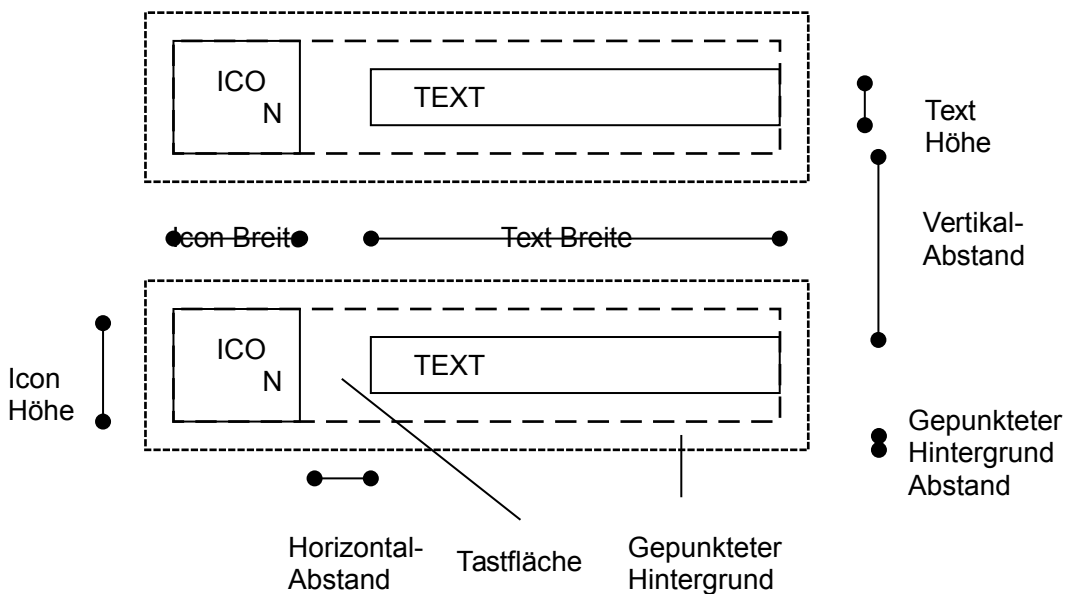 ICO
N
TEXT
Text
Höhe
Icon Breite
Text Breite
Vertikal-
Abstand
ICO
N
TEXT
Icon
Höhe
Gepunkteter
Hintergrund
Abstand
Horizontal-
Abstand
Tastfläche
Gepunkteter
Hintergrund